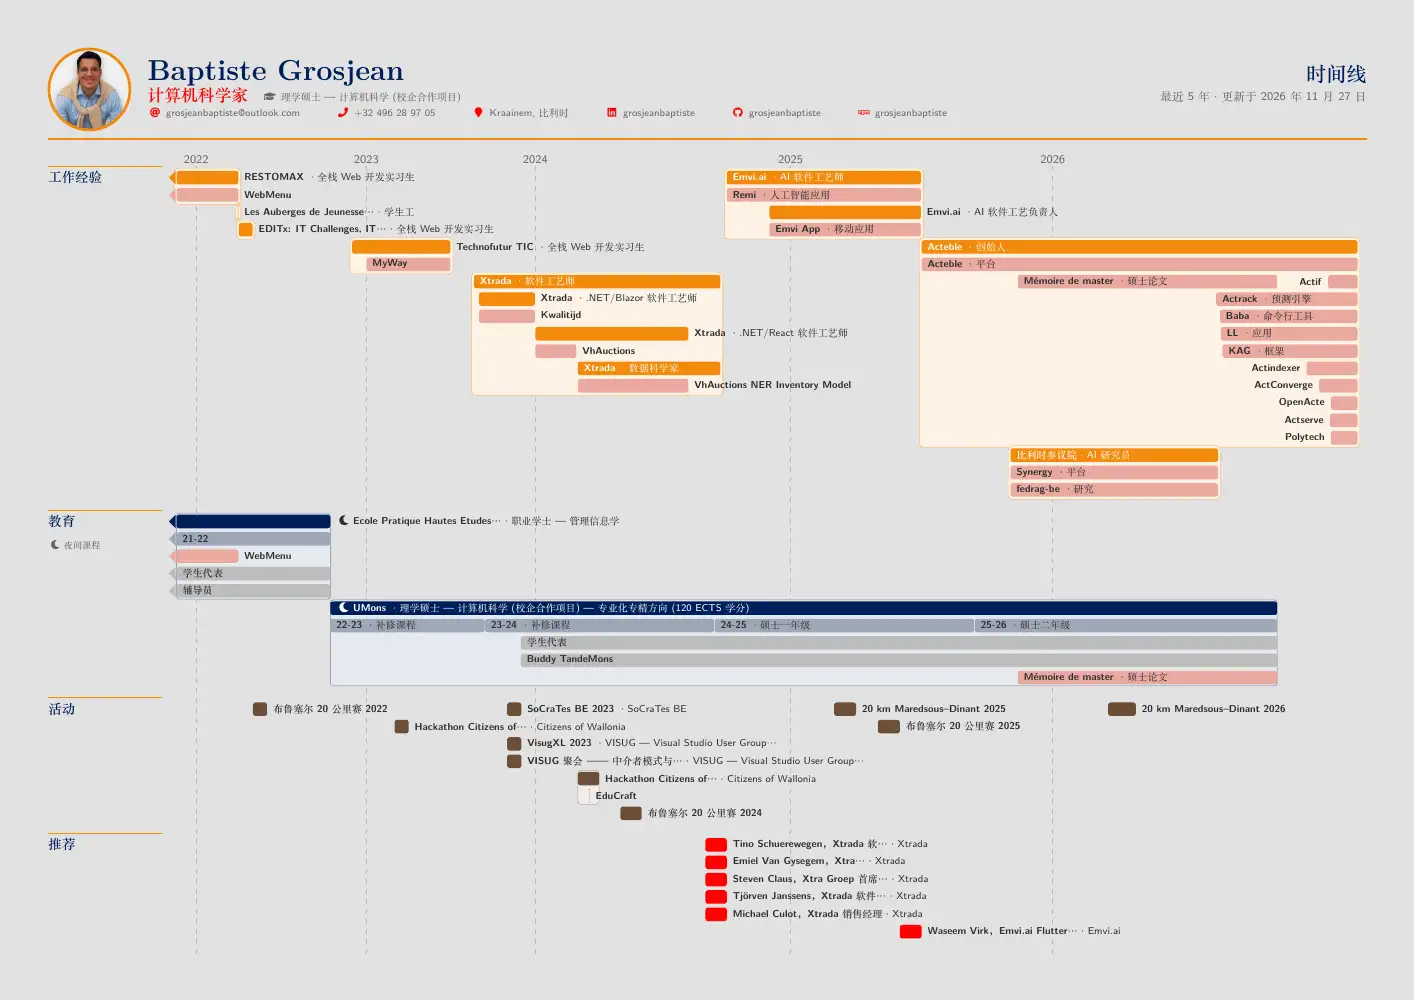 Baptiste Grosjean
计算机科学家 理学硕士 — 计算机科学 (校企合作项目)
grosjeanbaptiste@outlook.com +32 496 28 97 05 Kraainem, 比利时 grosjeanbaptiste grosjeanbaptiste grosjeanbaptiste
时间线
最近 5 年 · 更新于 2026 年 11 月 27 日
2022 2023 2024 2025 2026
工作经验
RESTOMAX · 全栈 Web 开发实习生
WebMenu
Les Auberges de Jeunesse… · 学生工
EDITx: IT Challenges, IT… · 全栈 Web 开发实习生
Technofutur TIC · 全栈 Web 开发实习生
MyWay
Xtrada · 软件工艺师
Xtrada · .NET/Blazor 软件工艺师
Kwalitijd
Xtrada · .NET/React 软件工艺师
VhAuctions
Xtrada 数据科学家
VhAuctions NER Inventory Model
Emvi.ai · AI 软件工艺师
Remi · 人工智能应用
Emvi.ai · AI 软件工艺负责人
Emvi App · 移动应用
Acteble · 创始人
Acteble · 平台
Mémoire de master · 硕士论文
Actif
Actrack · 预测引擎
Baba · 命令行工具
LL · 应用
KAG · 框架
Actindexer
ActConverge
OpenActe
Actserve
Polytech
比利时参议院 · AI 研究员
Synergy · 平台
fedrag-be · 研究
教育
夜间课程
Ecole Pratique Hautes Etudes… · 职业学士 — 管理信息学
21-22
WebMenu
学生代表
辅导员
UMons · 理学硕士 — 计算机科学 (校企合作项目) — 专业化专精方向 (120 ECTS 学分)
22-23 · 补修课程 23-24 · 补修课程 24-25 · 硕士一年级 25-26 · 硕士二年级
学生代表
Buddy TandeMons
Mémoire de master · 硕士论文
活动
布鲁塞尔 20 公里赛 2022
SoCraTes BE 2023 · SoCraTes BE
20 km Maredsous–Dinant 2025
20 km Maredsous–Dinant 2026
Hackathon Citizens of… · Citizens of Wallonia
布鲁塞尔 20 公里赛 2025
VisugXL 2023 · VISUG — Visual Studio User Group…
VISUG 聚会 —— 中介者模式与… · VISUG — Visual Studio User Group…
Hackathon Citizens of… · Citizens of Wallonia
EduCraft
布鲁塞尔 20 公里赛 2024
推荐
Tino Schuerewegen, Xtrada 软… · Xtrada
Emiel Van Gysegem, Xtra… · Xtrada
Steven Claus, Xtra Groep 首席… · Xtrada
Tjörven Janssens, Xtrada 软件… · Xtrada
Michael Culot, Xtrada 销售经理 · Xtrada
Waseem Virk, Emvi.ai Flutter… · Emvi.ai